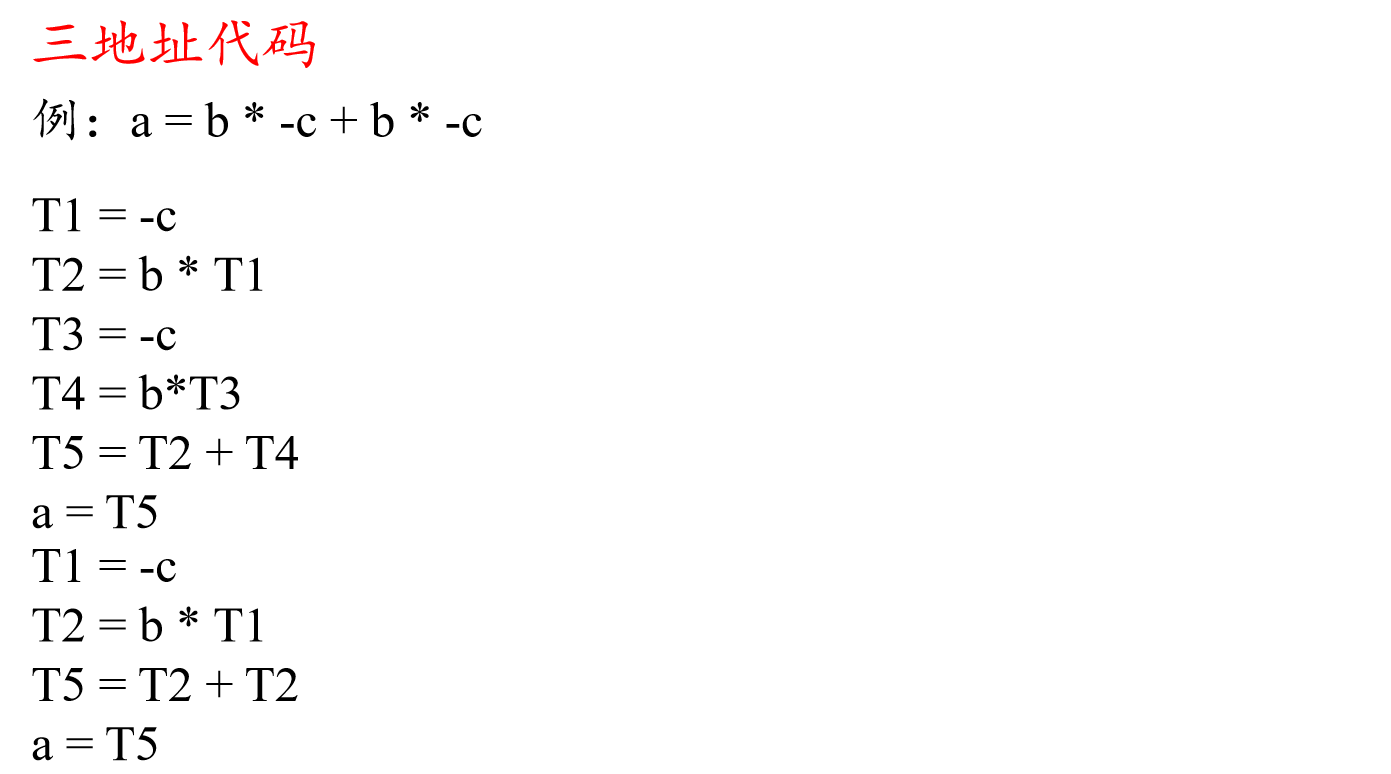 三地址代码
例：a = b * -c + b * -c
T1 = -c
T2 = b * T1
T3 = -c
T4 = b*T3
T5 = T2 + T4
a = T5
T1 = -c
T2 = b * T1
T5 = T2 + T2
a = T5